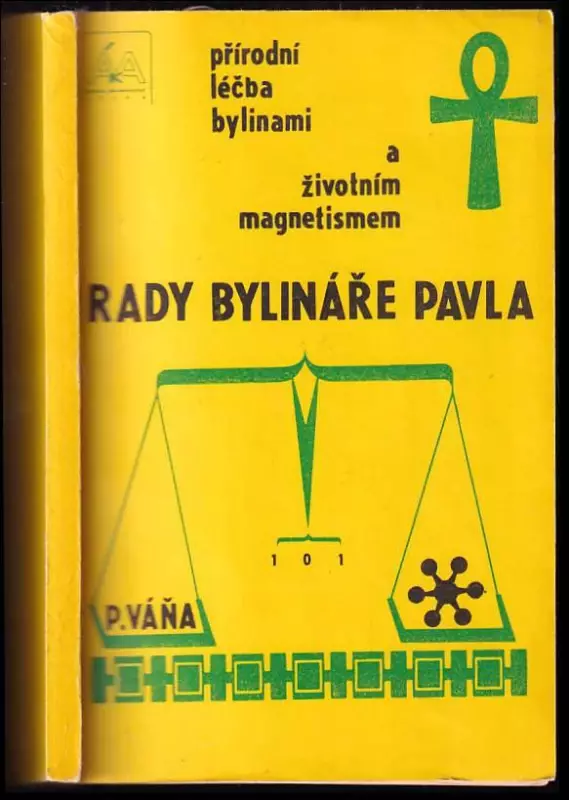 přírodní
léčba
bylinami
a
životním
magnetismem
RADY BYLINÁŘE PAVLA
1 0 1
P.VÁŇA